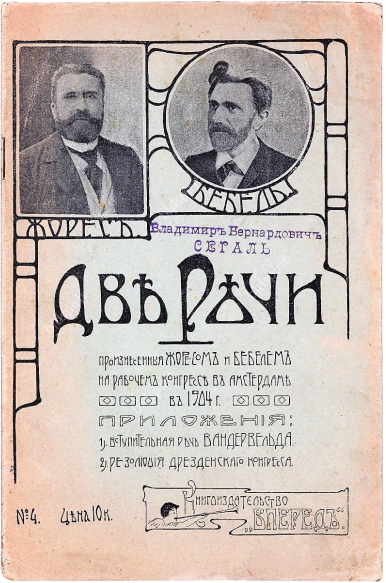 ЖОРЕСЪ.
БЕБЕЛЬ
Владимиръ Бернардовичъ
СЕГАЛЬ
ДВѢ РѢЧИ
произнесенныя ЖОРЕСОМЪ и БЕБЕЛЕМЪ
на рабочемъ конгрессѣ въ Амстердамѣ
въ 1904 г.
ПРИЛОЖЕНІЯ:
1). Вступительная рѣчь ВАНДЕРВЕЛЬДА.
2). Резолюція Дрезденскаго конгресса.
№4. Цѣна 10 к.
Книгоиздательство
„ВПЕРЕДЪ“.